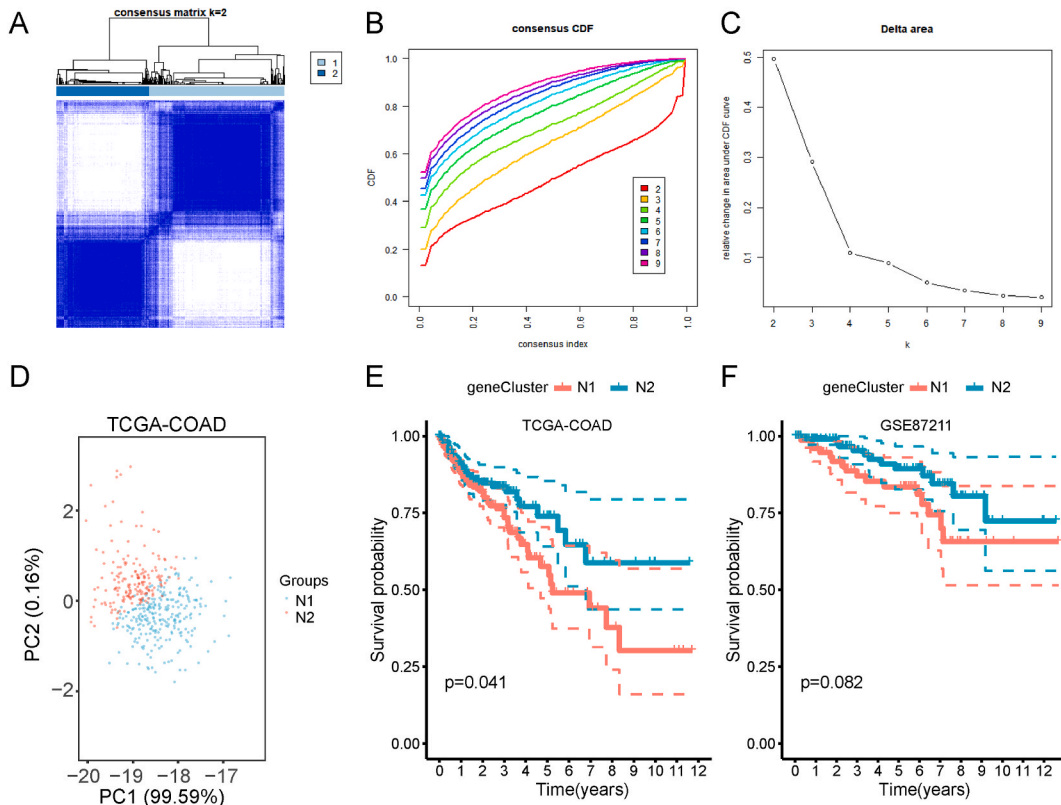 A
consensus matrix k=2
1
2
B
consensus CDF
CDF
1.0
0.8
0.6
0.4
0.2
0.0
0.0
0.2
0.4
0.6
0.8
1.0
consensus index
2
3
4
5
6
7
8
9
C
Delta area
relative change in area under CDF curve
0.5
0.4
0.3
0.2
0.1
2 3 4 5 6 7 8 9
k
D
TCGA-COAD
PC2 (0.16%)
2
0
−2
−20 −19 −18 −17
PC1 (99.59%)
Groups
N1
N2
E
geneCluster N1 N2
TCGA-COAD
Survival probability
1.00
0.75
0.50
0.25
0.00
p=0.041
0 1 2 3 4 5 6 7 8 9 10 11 12
Time(years)
F
geneCluster N1 N2
GSE87211
Survival probability
1.00
0.75
0.50
0.25
0.00
p=0.082
0 1 2 3 4 5 6 7 8 9 10 11 12
Time(years)